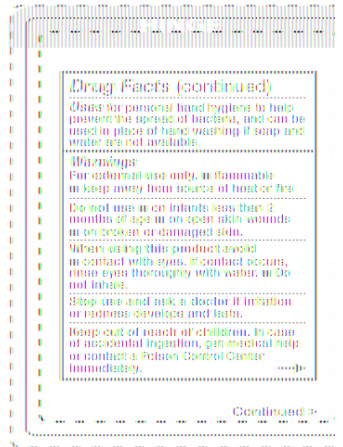 Drug Facts (continued)
Uses for personal hand hygiene to help
prevent the spread of bacteria, and can be
used in place of hand washing if soap and
water are not available.
Warnings
For external use only. ■ flammable
■ keep away from source of heat or fire
Do not use ■ on infants less than 2
months of age ■ on open skin wounds
■ on broken or damaged skin.
When using this product avoid
■ contact with eyes. If contact occurs,
rinse eyes thoroughly with water. ■ Do
not inhale.
Stop use and ask a doctor if irritation
or redness develops and lasts.
Keep out of reach of children. In case
of accidental ingestion, get medical help
or contact a Poison Control Center
immediately.
Continued >